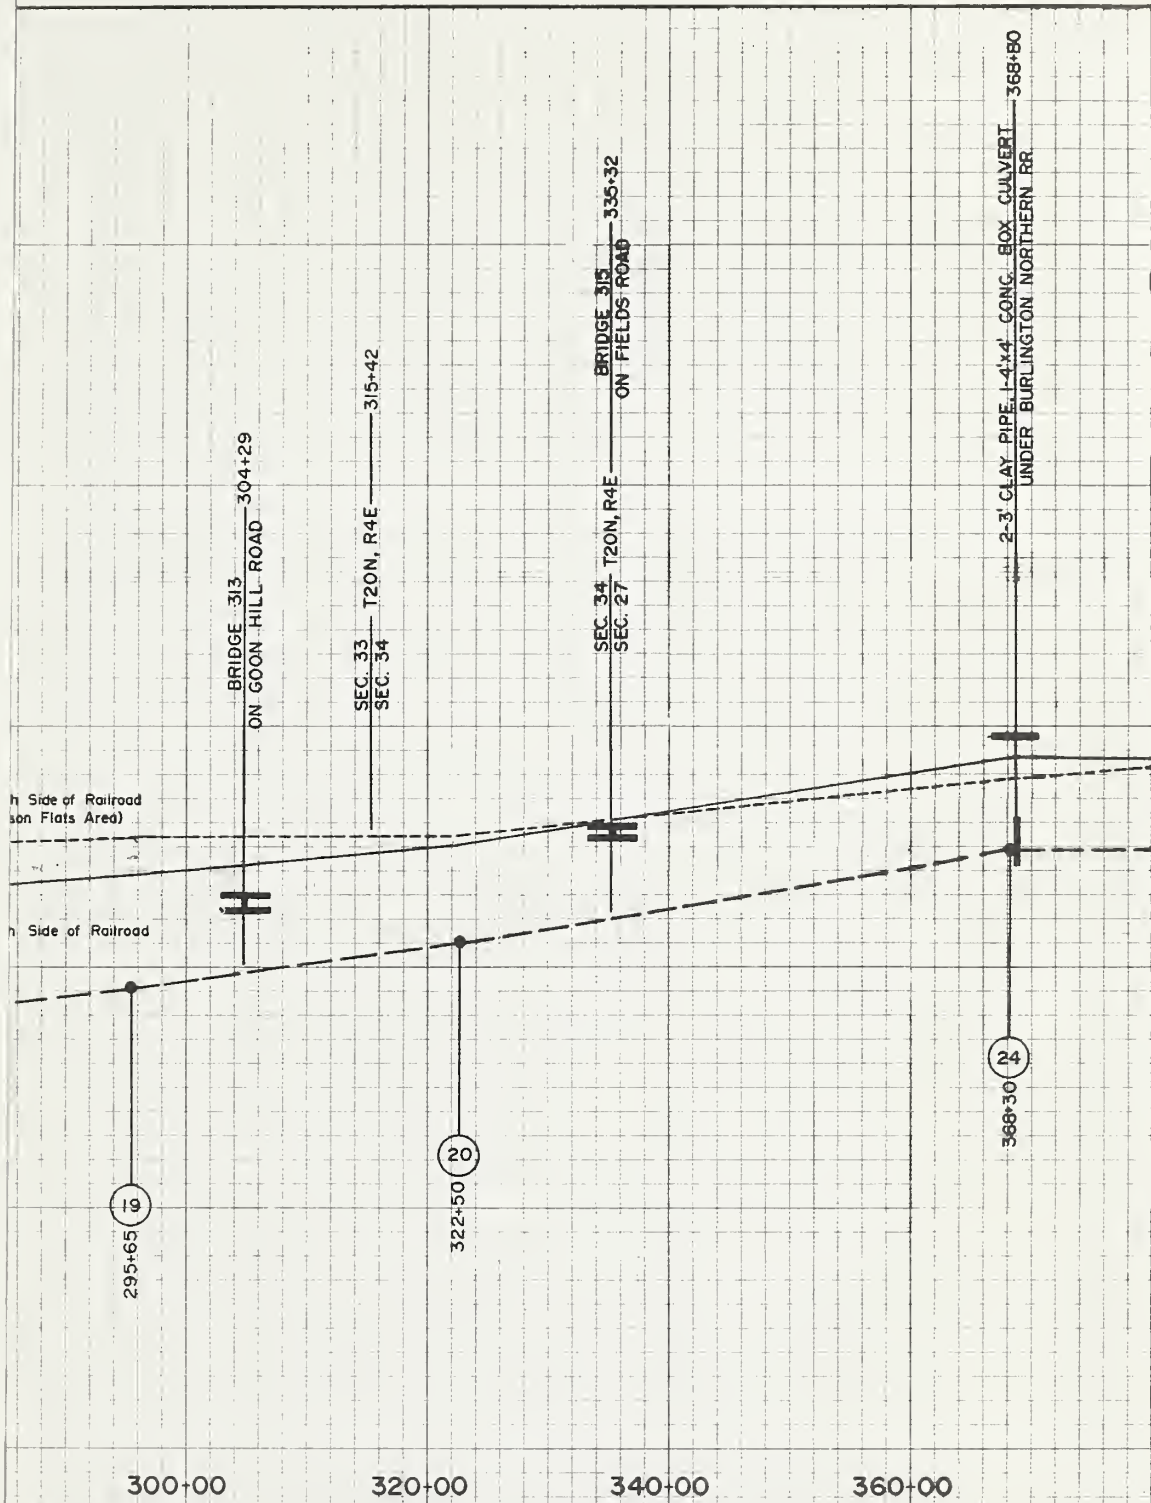 368+80
2-3' CLAY PIPE, 1-4'x4' CONC. BOX CULVERT
UNDER BURLINGTON NORTHERN RR
335+32
BRIDGE 315
ON FIELDS ROAD
SEC. 34 T20N, R4E
SEC. 27
315+42
SEC. 33 T20N, R4E
SEC. 34
304+29
BRIDGE 313
ON GOON HILL ROAD
h Side of Railroad
son Flats Area)
h Side of Railroad
19
295+65
20
322+50
24
368+30
300+00 320+00 340+00 360+00